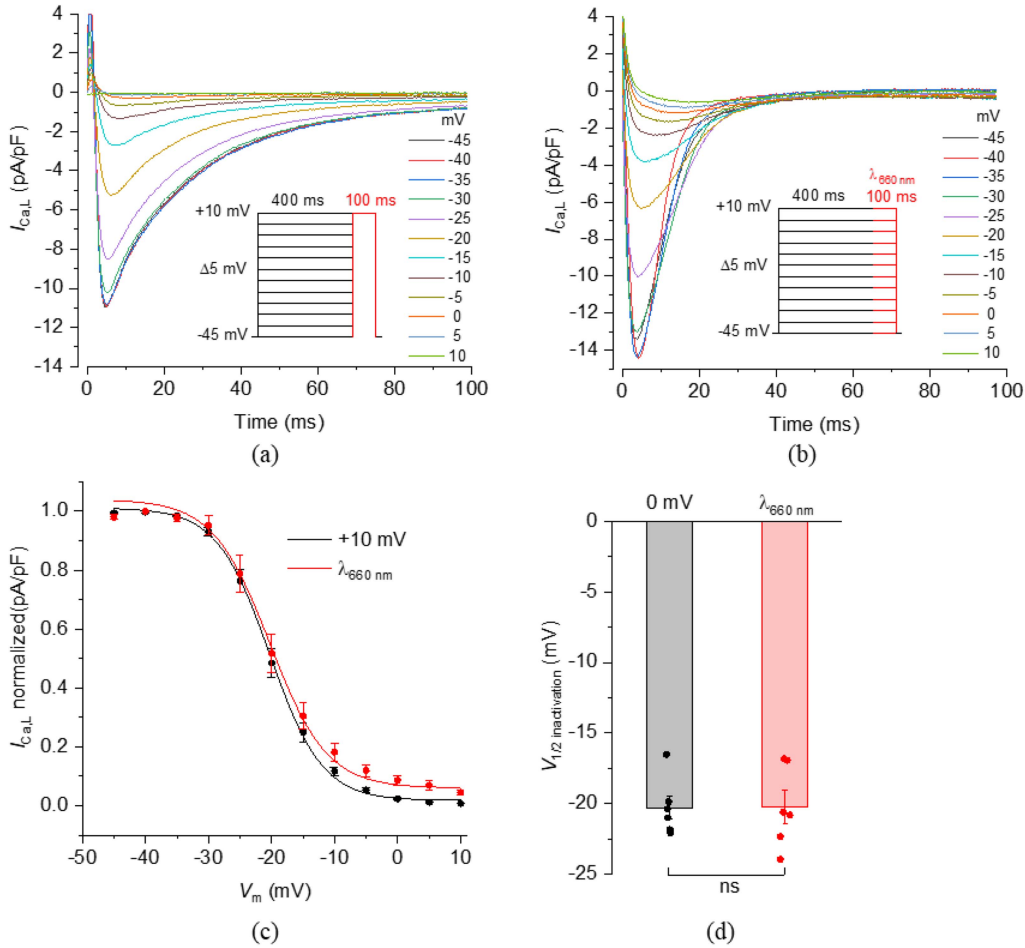 4
2
0
-2
-4
-6
-8
-10
-12
-14
I_Ca,L (pA/pF)
0 20 40 60 80 100
Time (ms)
mV
-45
-40
-35
-30
-25
-20
-15
-10
-5
0
5
10
400 ms 100 ms
+10 mV
Δ5 mV
-45 mV
(a)
4
2
0
-2
-4
-6
-8
-10
-12
-14
I_Ca,L (pA/pF)
0 20 40 60 80 100
Time (ms)
mV
-45
-40
-35
-30
-25
-20
-15
-10
-5
0
5
10
λ660 nm
400 ms 100 ms
+10 mV
Δ5 mV
-45 mV
(b)
1.0
0.8
0.6
0.4
0.2
0.0
I_Ca,L normalized(pA/pF)
+10 mV
λ660 nm
-50 -40 -30 -20 -10 0 10
V_m (mV)
(c)
0 mV λ660 nm
0
-5
-10
-15
-20
-25
V_1/2 inactivation (mV)
ns
(d)